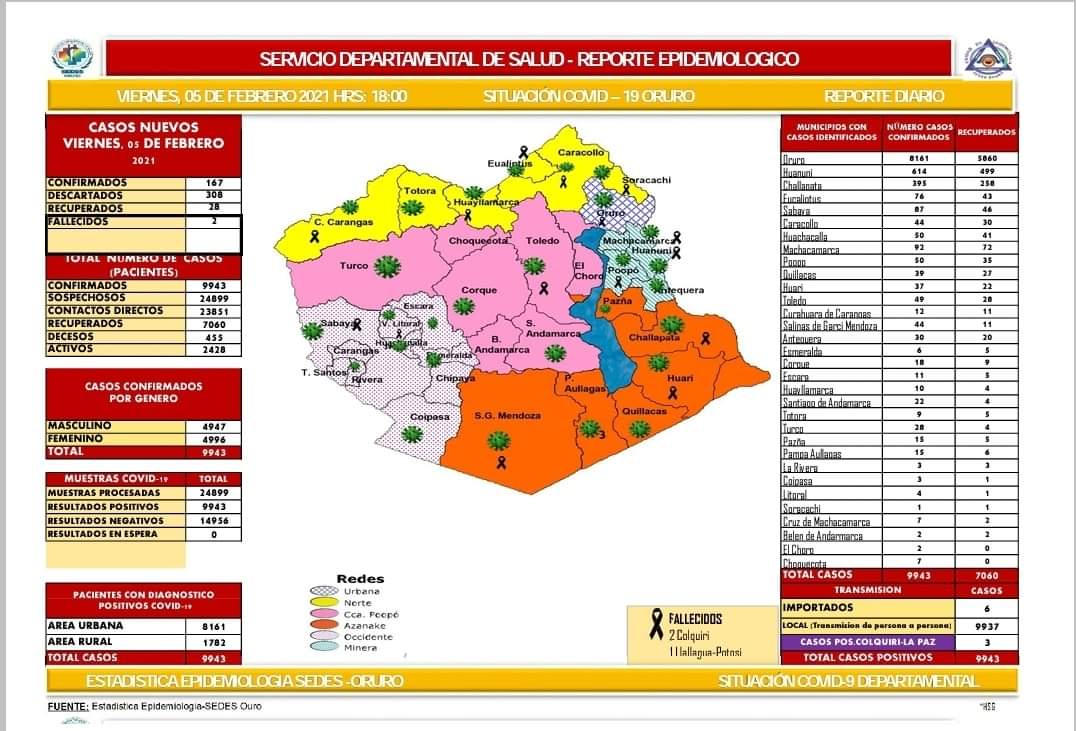 SEDES
SERVICIO DEPARTAMENTAL DE SALUD - REPORTE EPIDEMIOLOGICO
VIERNES, 05 DE FEBRERO 2021 HRS: 18:00 SITUACIÓN COVID – 19 ORURO REPORTE DIARIO
CASOS NUEVOS
VIERNES, 05 DE FEBRERO
2021
CONFIRMADOS 167
DESCARTADOS 308
RECUPERADOS 28
FALLECIDOS 2
TOTAL NUMERO DE CASOS
(PACIENTES)
CONFIRMADOS 9943
SOSPECHOSOS 24899
CONTACTOS DIRECTOS 23851
RECUPERADOS 7060
DECESOS 455
ACTIVOS 2428
CASOS CONFIRMADOS
POR GENERO
MASCULINO 4947
FEMENINO 4996
TOTAL 9943
MUESTRAS COVID-19 TOTAL
MUESTRAS PROCESADAS 24899
RESULTADOS POSITIVOS 9943
RESULTADOS NEGATIVOS 14956
RESULTADOS EN ESPERA 0
PACIENTES CON DIAGNOSTICO
POSITIVOS COVID-19
AREA URBANA 8161
AREA RURAL 1782
TOTAL CASOS 9943
Caracollo
Eualiptus
Soracachi
Totora
Huayllamarca
Oruro
C. Carangas
Choquecota
Toledo
Machacamarca
Huanuni
Turco
El
Choro
Poopó
Antequera
Corque
Pazña
Escara
Sabaya
V. Litoral
S.
Andamarca
Challapata
B.
Andamarca
Carangas
Esmeralda
T. Santos
Rivera
Chipaya
P.
Aullagas
Huari
Coipasa
S.G. Mendoza
Quillacas
3
Redes
Urbana
Norte
Cca. Poopó
Azanake
Occidente
Minera
FALLECIDOS
2 Colquiri
1 Llallagua-Potosi
MUNICIPIOS CON
CASOS IDENTIFICADOS NÚMERO CASOS
CONFIRMADOS RECUPERADOS
Oruro 8161 5860
Huanuni 614 499
Challapata 395 258
Eucaliptus 76 43
Sabaya 87 46
Caracollo 44 30
Huachacalla 50 41
Machacamarca 92 72
Poopo 50 35
Quillacas 39 27
Huari 37 22
Toledo 49 28
Curahuara de Carangas 12 11
Salinas de Garci Mendoza 44 11
Antequera 30 20
Esmeralda 6 5
Corque 18 9
Escara 11 5
Huayllamarca 10 4
Santiago de Andamarca 22 4
Totora 9 5
Turco 28 4
Pazña 15 5
Pampa Aullagas 15 6
La Rivera 3 3
Coipasa 3 1
Litoral 4 1
Soracachi 1 1
Cruz de Machacamarca 7 2
Belen de Andarmarca 2 2
El Choro 2 0
Choquecota 7 0
TOTAL CASOS 9943 7060
TRANSMISION CASOS
IMPORTADOS 6
LOCAL (Transmision de persona a persona) 9937
CASOS POS.COLQUIRI-LA PAZ 3
TOTAL CASOS POSITIVOS 9943
ESTADISTICA EPIDEMIOLOGIA SEDES -ORURO SITUACIÓN COVID-9 DEPARTAMENTAL
FUENTE: Estadistica Epidemiologia-SEDES Ouro